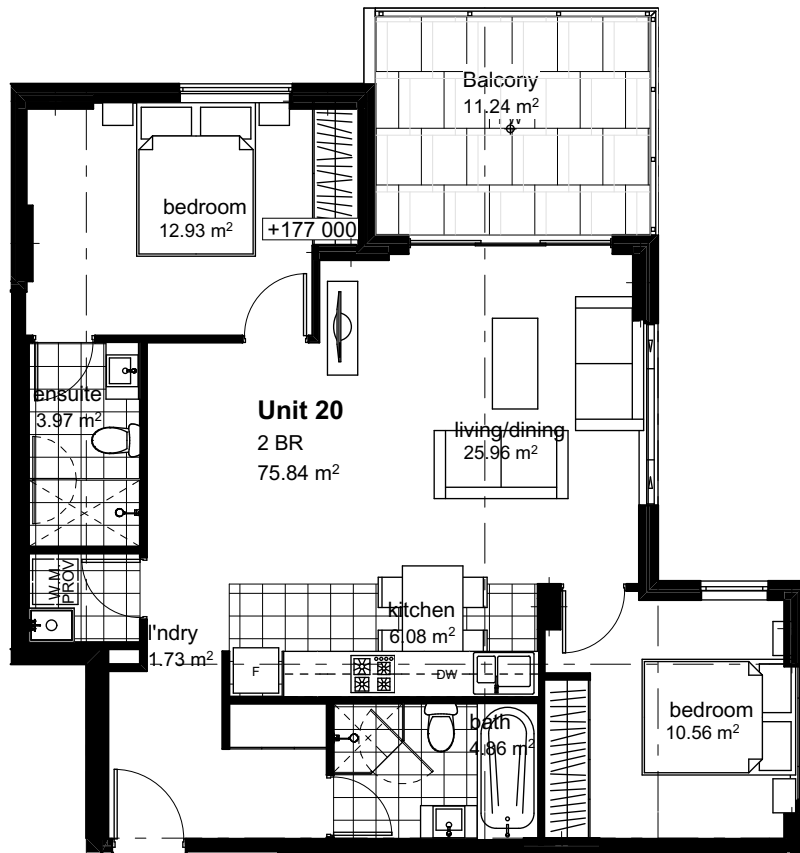 Balcony
11.24 m²
W
bedroom
12.93 m²
+177 000
ensuite
3.97 m²
Unit 20
2 BR
75.84 m²
living/dining
25.96 m²
W.M.
PROV
kitchen
6.08 m²
l'ndry
1.73 m²
F
DW
bath
4.86 m²
bedroom
10.56 m²